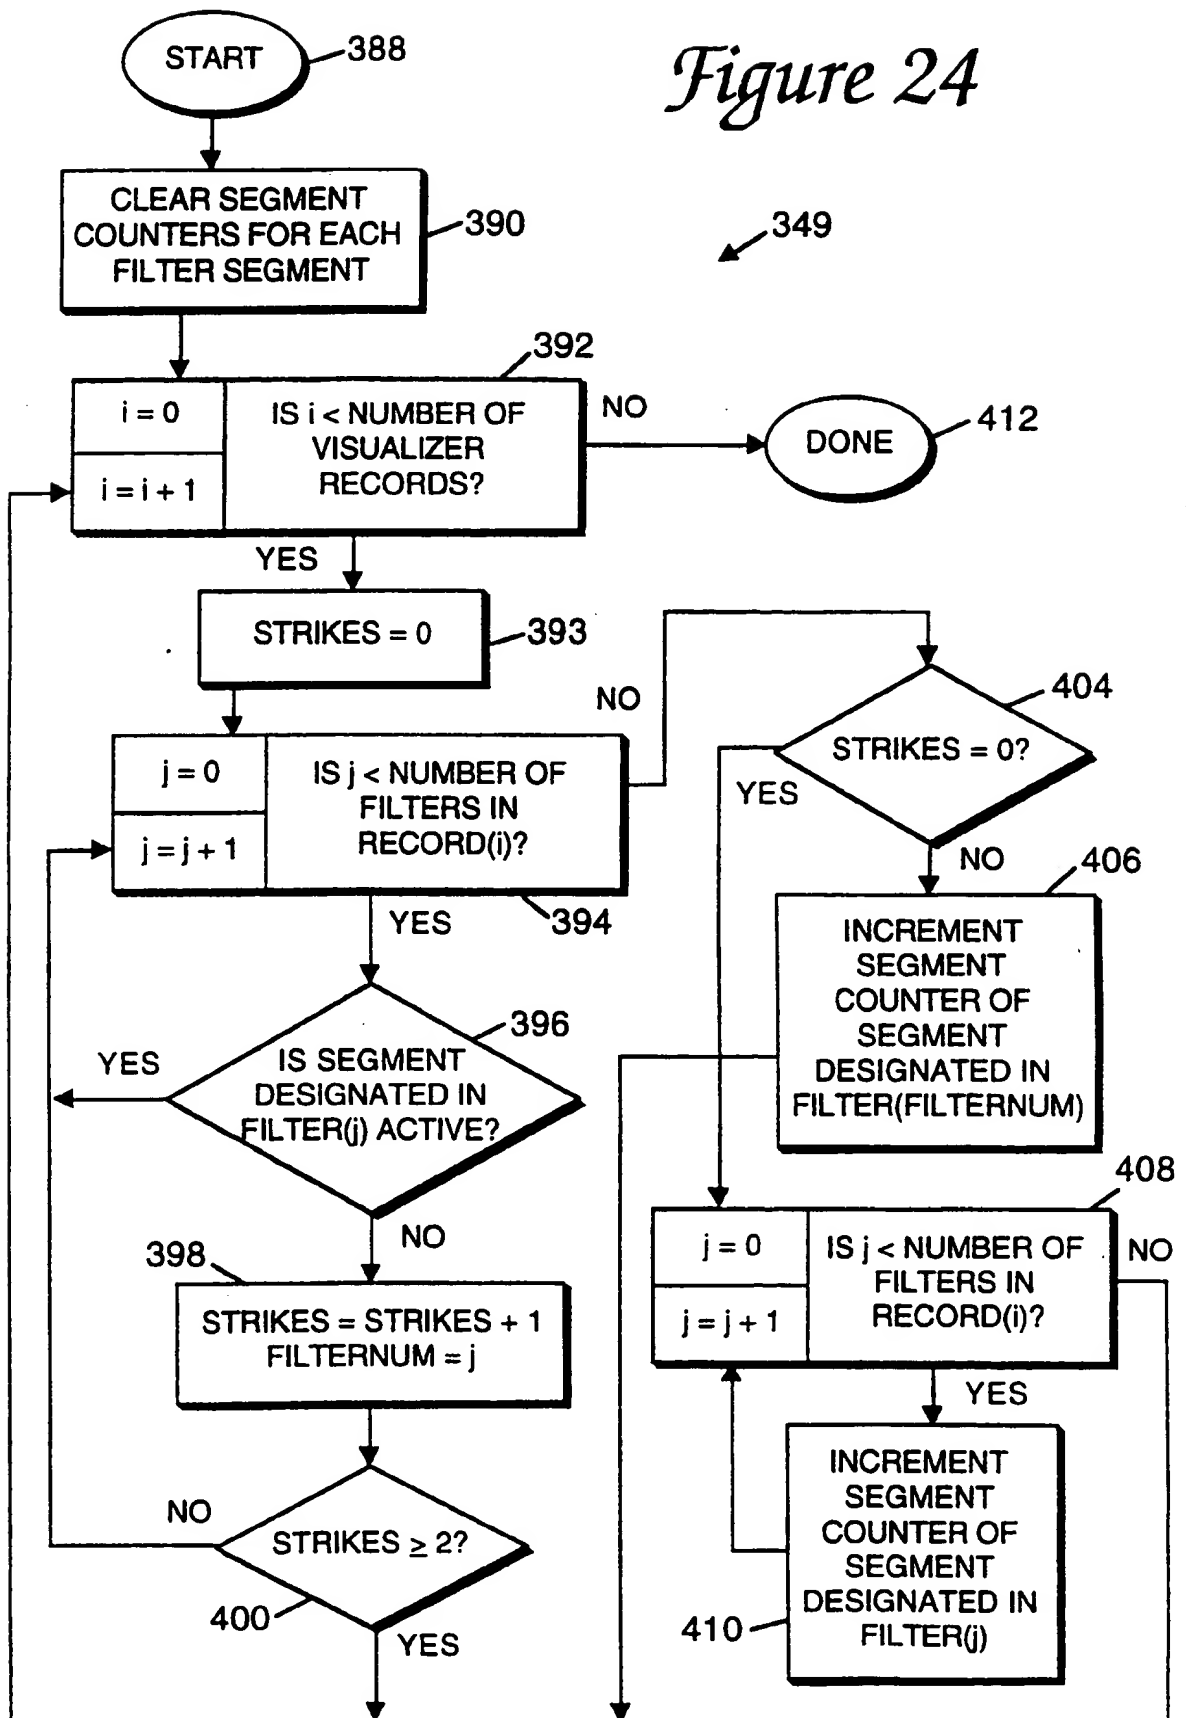 START
388
Figure 24
CLEAR SEGMENT
COUNTERS FOR EACH
FILTER SEGMENT
390
349
392
i = 0
i = i + 1
IS i < NUMBER OF
VISUALIZER
RECORDS?
NO
DONE
412
YES
STRIKES = 0
393
NO
j = 0
j = j + 1
IS j < NUMBER OF
FILTERS IN
RECORD(i)?
394
YES
404
STRIKES = 0?
YES
NO
406
INCREMENT
SEGMENT
COUNTER OF
SEGMENT
DESIGNATED IN
FILTER(FILTERNUM)
396
IS SEGMENT
DESIGNATED IN
FILTER(j) ACTIVE?
YES
NO
398
STRIKES = STRIKES + 1
FILTERNUM = j
408
j = 0
j = j + 1
IS j < NUMBER OF
FILTERS IN
RECORD(i)?
NO
YES
STRIKES ≥ 2?
NO
400
YES
INCREMENT
SEGMENT
COUNTER OF
SEGMENT
DESIGNATED IN
FILTER(j)
410